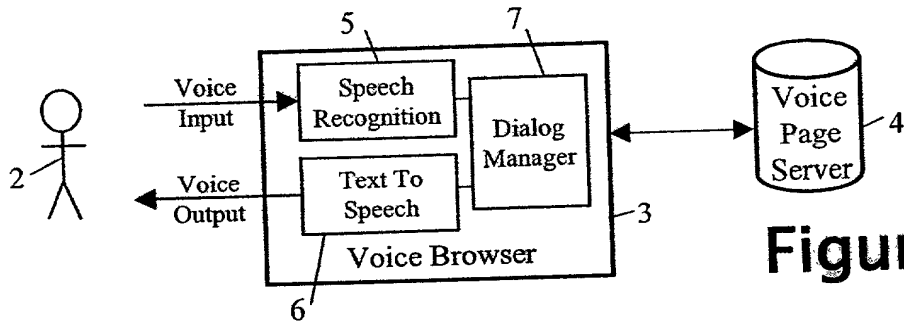 5
7
Voice
Input
Speech
Recognition
Dialog
Manager
Voice
Page
Server
4
2
Voice
Output
Text To
Speech
3
Voice Browser
6
Figur